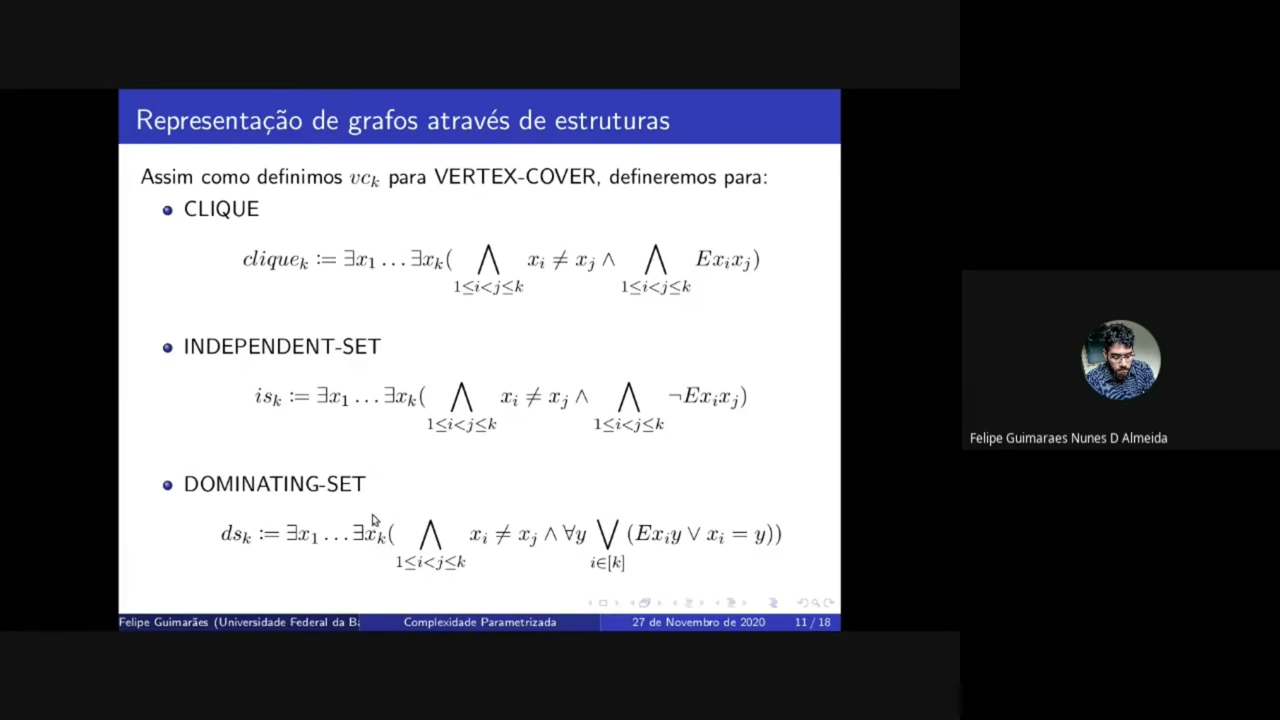 Representação de grafos através de estruturas
Assim como definimos vc_k para VERTEX-COVER, defineremos para:
CLIQUE
clique_k := ∃x_1 … ∃x_k( ⋀_{1≤i<j≤k} x_i ≠ x_j ∧ ⋀_{1≤i<j≤k} Ex_ix_j)
INDEPENDENT-SET
is_k := ∃x_1 … ∃x_k( ⋀_{1≤i<j≤k} x_i ≠ x_j ∧ ⋀_{1≤i<j≤k} ¬Ex_ix_j)
DOMINATING-SET
ds_k := ∃x_1 … ∃x_k( ⋀_{1≤i<j≤k} x_i ≠ x_j ∧ ∀y ⋁_{i∈[k]} (Ex_iy ∨ x_i = y))
Felipe Guimarães (Universidade Federal da Ba Complexidade Parametrizada 27 de Novembro de 2020 11 / 18
Felipe Guimaraes Nunes D Almeida